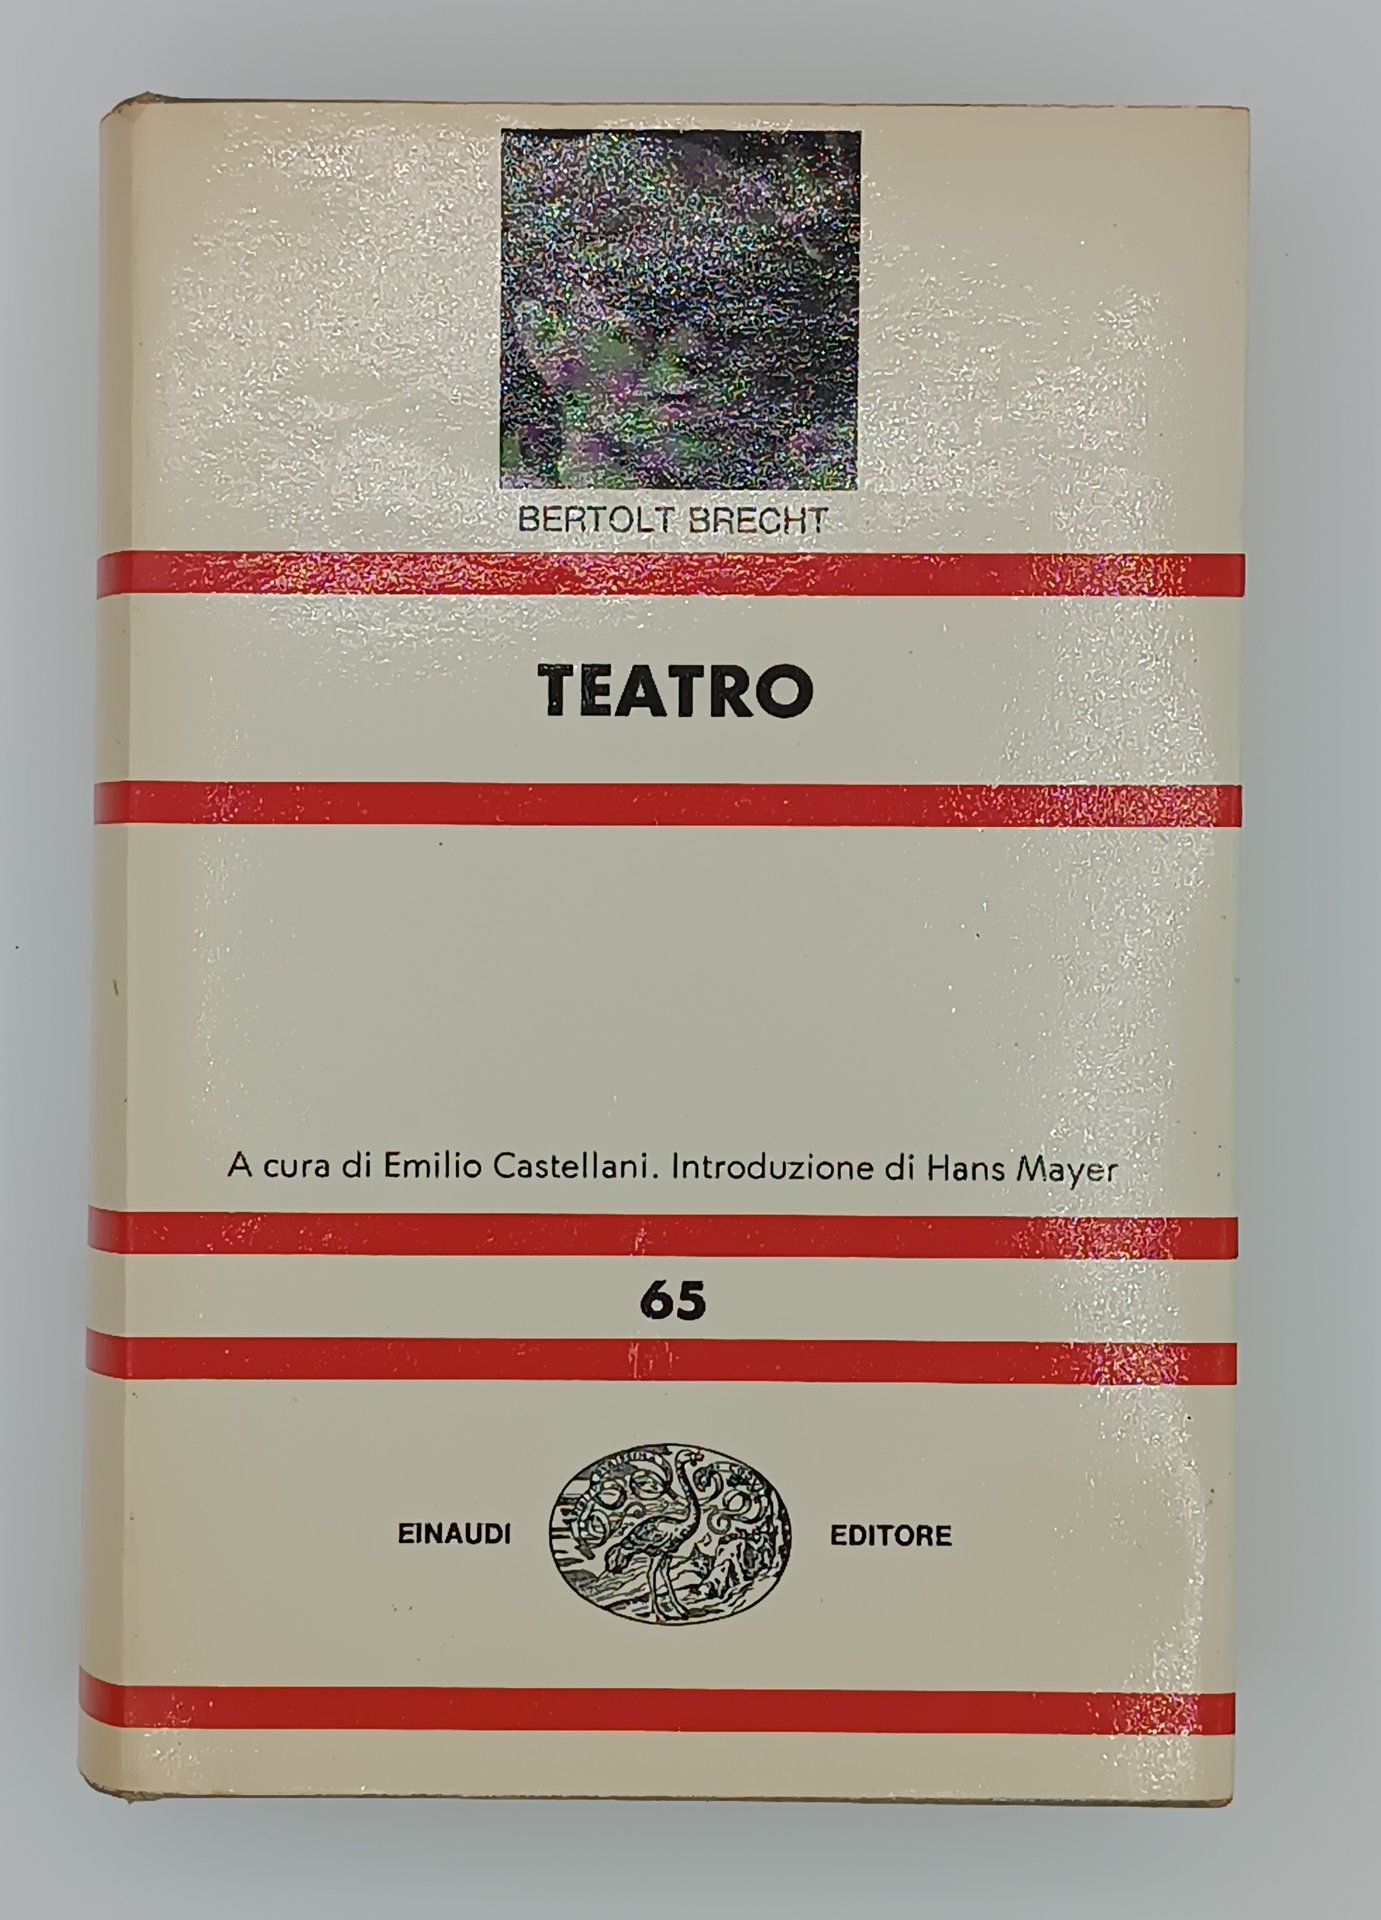 BERTOLT BRECHT
TEATRO
A cura di Emilio Castellani. Introduzione di Hans Mayer
65
EINAUDI EDITORE